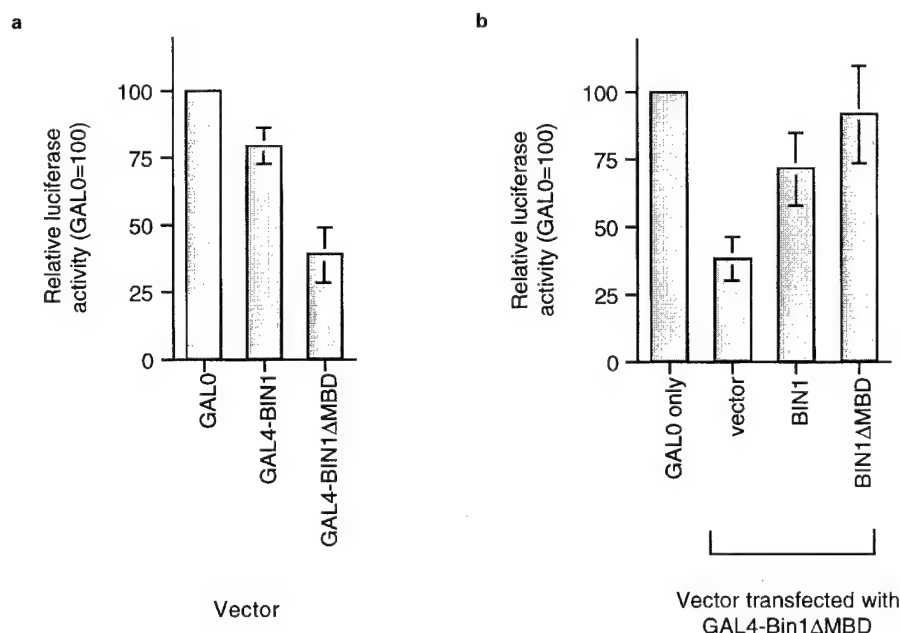 a
Relative luciferase
activity (GAL0=100)
100
75
50
25
0
GAL0
GAL4-BIN1
GAL4-BIN1ΔMBD
Vector
b
Relative luciferase
activity (GAL0=100)
100
75
50
25
0
GAL0 only
vector
BIN1
BIN1ΔMBD
Vector transfected with
GAL4-Bin1ΔMBD